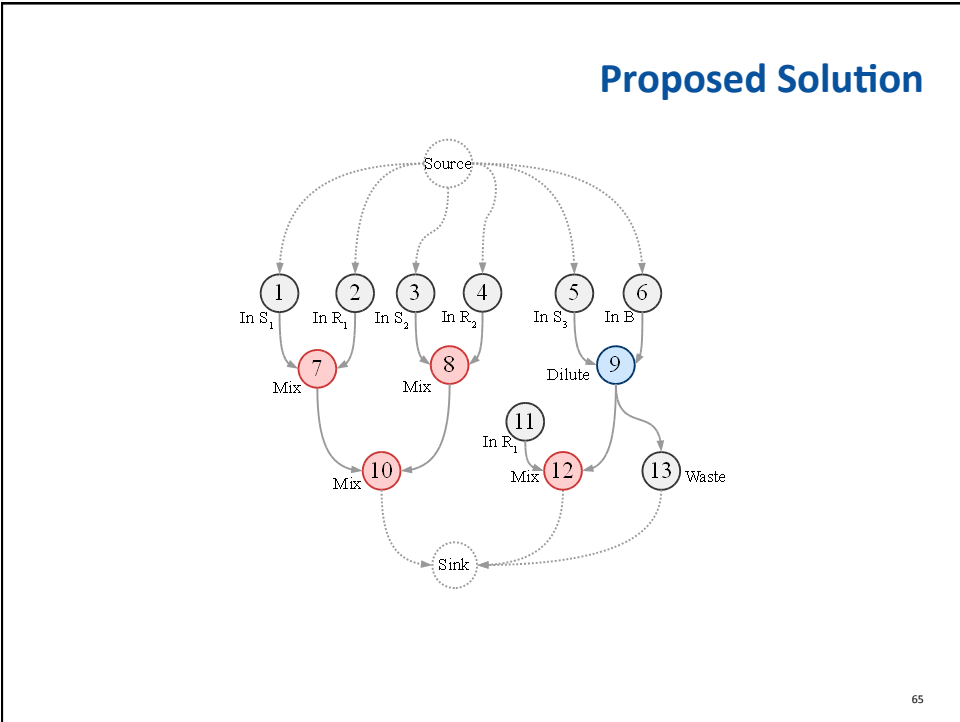 Proposed Solution
Source
1
2
3
4
5
6
In S1
In R1
In S2
In R2
In S3
In B
7
8
9
Mix
Mix
Dilute
11
In R1
10
12
13
Mix
Mix
Waste
Sink
65